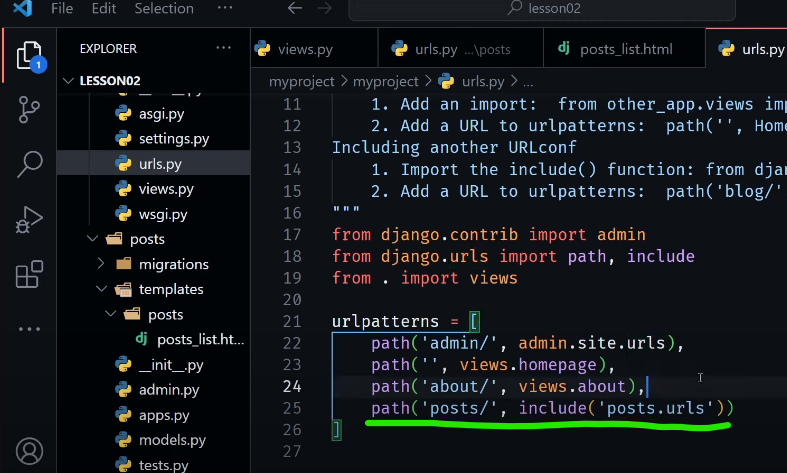 File Edit Selection ... lesson02
EXPLORER ...
views.py urls.py ...\posts posts_list.html urls.py
1
LESSON02
myproject > myproject > urls.py > ...
asgi.py
settings.py
urls.py
views.py
wsgi.py
posts
migrations
templates
posts
dj posts_list.ht...
__init__.py
admin.py
apps.py
models.py
tests.py
11 1. Add an import: from other_app.views imp
12 2. Add a URL to urlpatterns: path('', Hom
13 Including another URLconf
14 1. Import the include() function: from djan
15 2. Add a URL to urlpatterns: path('blog/'
16 """
17 from django.contrib import admin
18 from django.urls import path, include
19 from . import views
20
21 urlpatterns = [
22 path('admin/', admin.site.urls),
23 path('', views.homepage),
24 path('about/', views.about),
25 path('posts/', include('posts.urls'))
26 ]
27